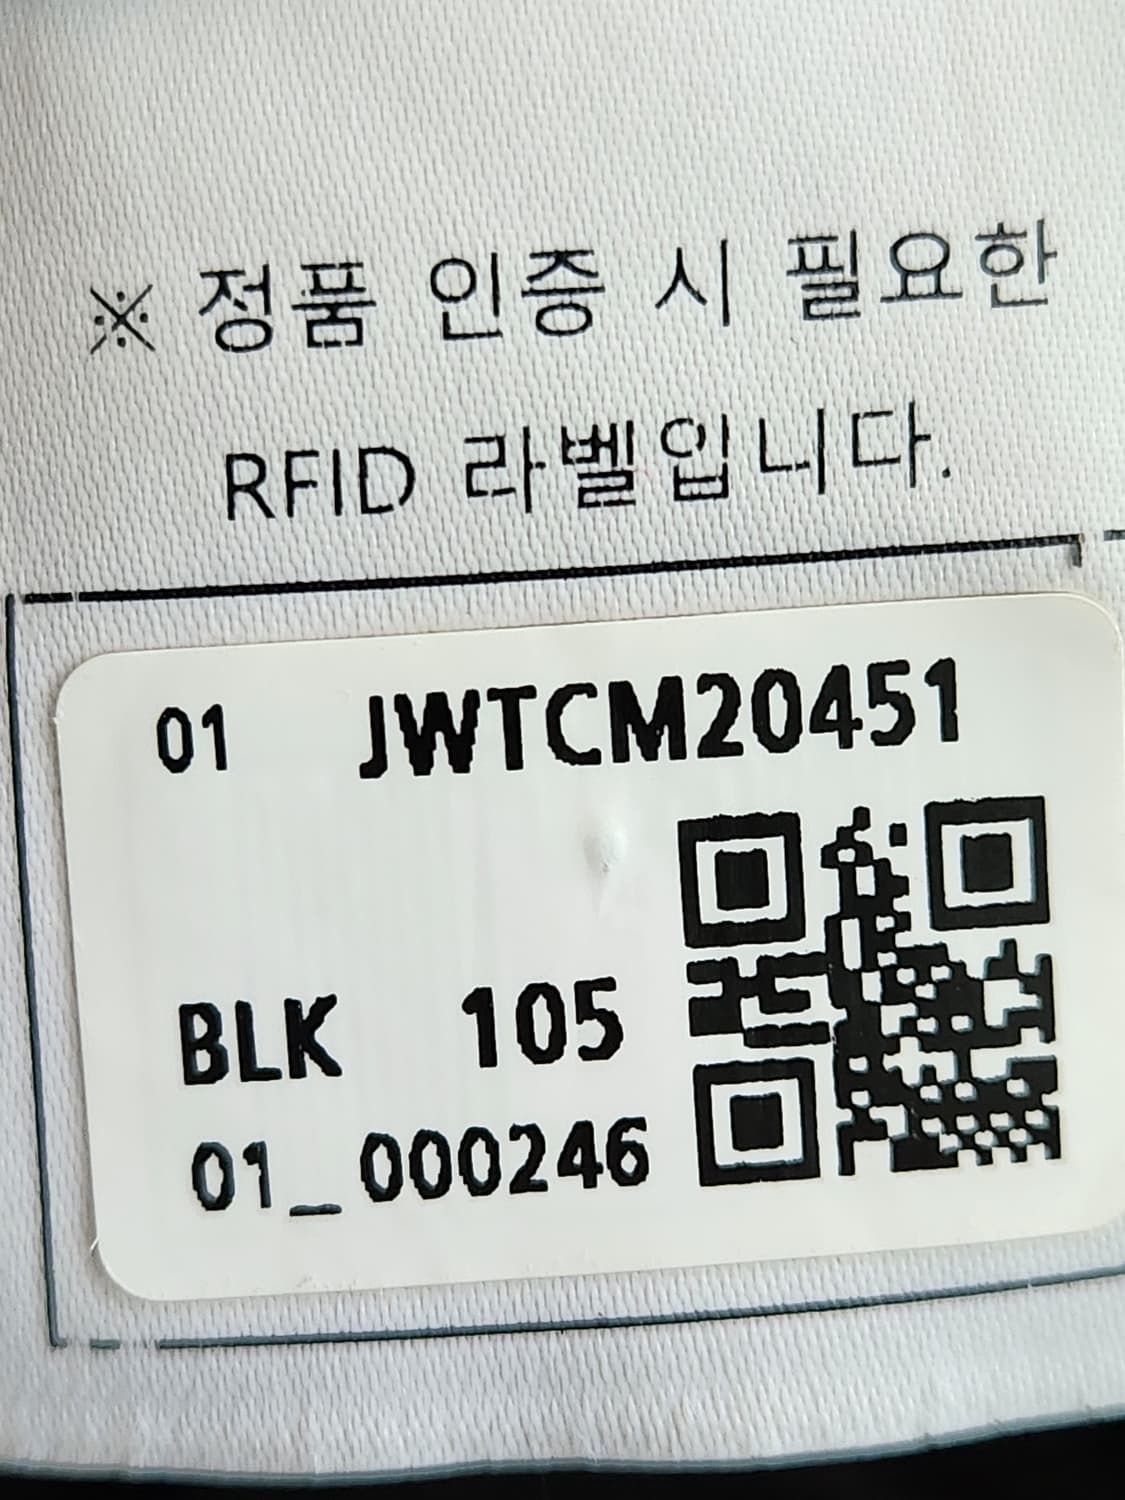 ※ 정품 인증 시 필요한
RFID 라벨입니다.
01 JWTCM20451
BLK 105
01_000246